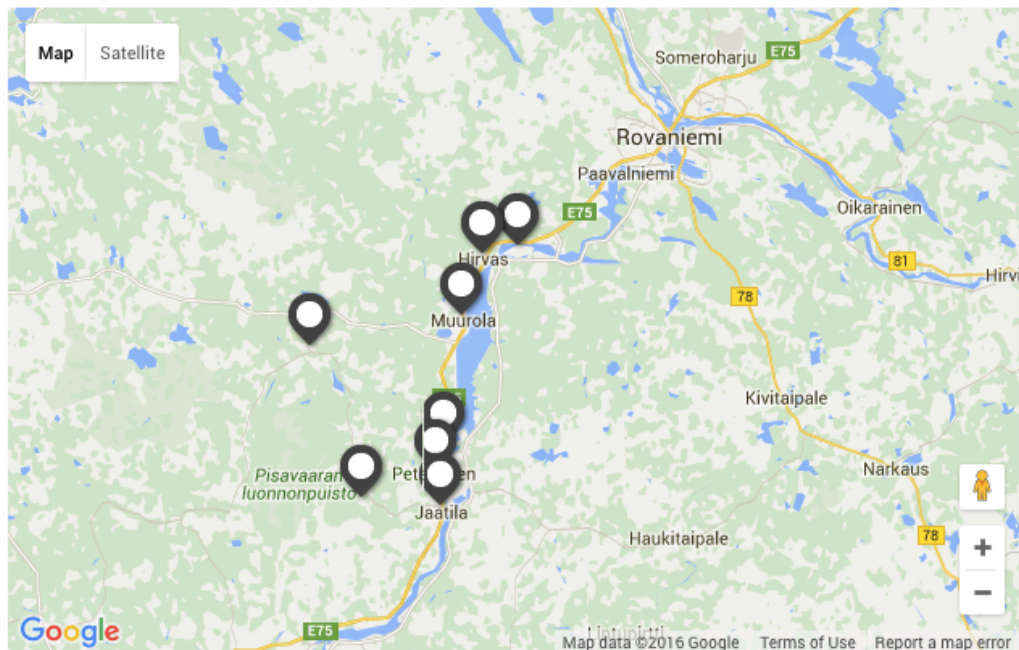 Map Satellite
Someroharju
E75
Rovaniemi
Paavalniemi
E75
Oikarainen
Hirvas
81
Hirvi
78
Muurola
Kivitaipale
Pisavaaran
luonnonpuisto
Narkaus
Jaatila
Haukitaipale
78
E75
Google
Map data ©2016 Google Terms of Use Report a map error